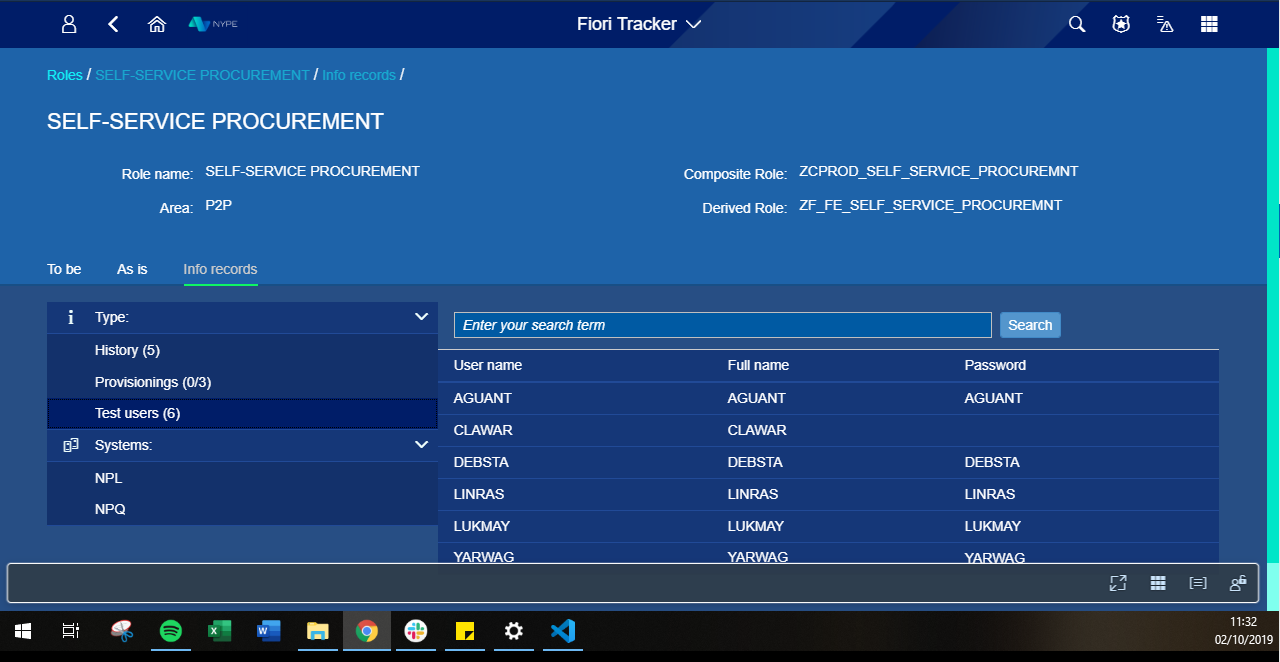 NYPE
Fiori Tracker
Roles / SELF-SERVICE PROCUREMENT / Info records /
SELF-SERVICE PROCUREMENT
Role name: SELF-SERVICE PROCUREMENT
Composite Role: ZCPROD_SELF_SERVICE_PROCUREMNT
Area: P2P
Derived Role: ZF_FE_SELF_SERVICE_PROCUREMNT
To be As is Info records
Type:
History (5)
Provisionings (0/3)
Test users (6)
Systems:
NPL
NPQ
Enter your search term Search
User name Full name Password
AGUANT AGUANT AGUANT
CLAWAR CLAWAR
DEBSTA DEBSTA DEBSTA
LINRAS LINRAS LINRAS
LUKMAY LUKMAY LUKMAY
YARWAG YARWAG YARWAG
11:32
02/10/2019